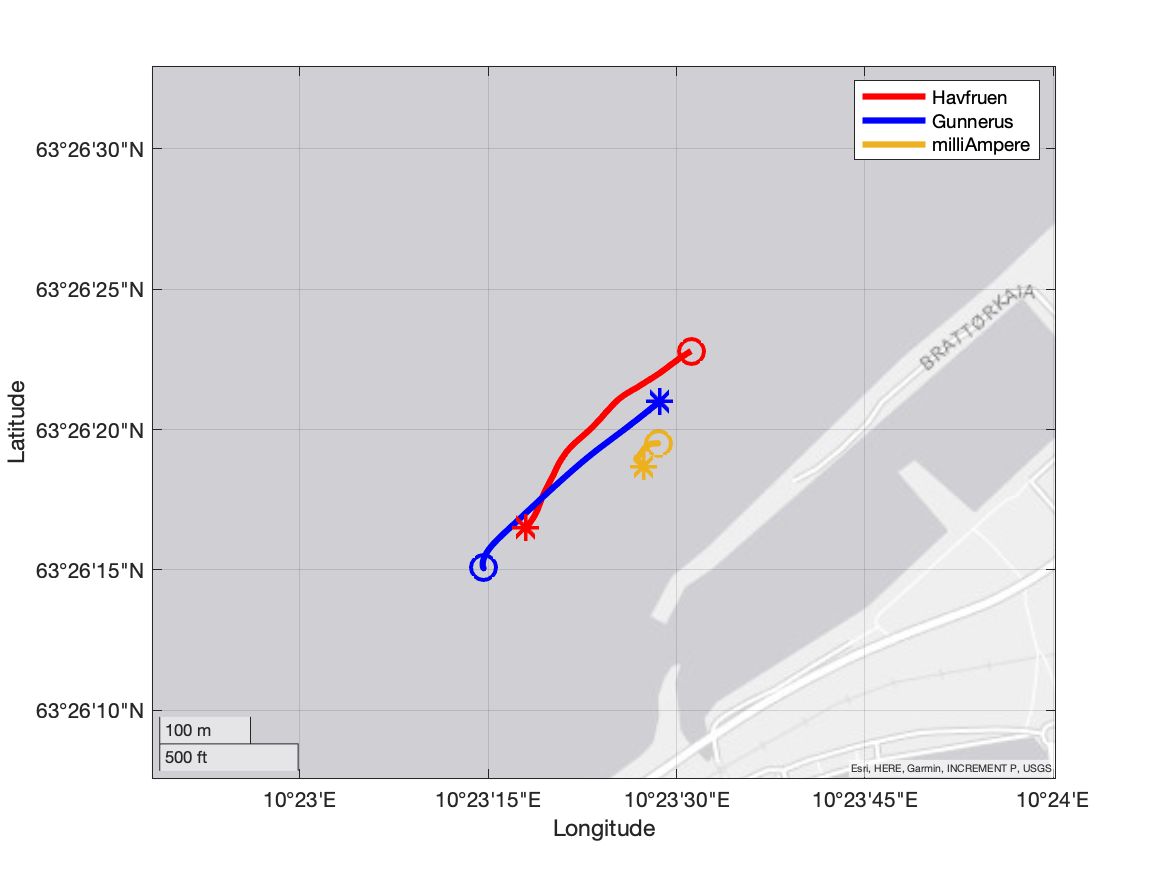 Havfruen
Gunnerus
milliAmpere
63°26'30"N
63°26'25"N
63°26'20"N
63°26'15"N
63°26'10"N
Latitude
BRATTØRKAIA
100 m
500 ft
Esri, HERE, Garmin, INCREMENT P, USGS
10°23'E
10°23'15"E
10°23'30"E
10°23'45"E
10°24'E
Longitude